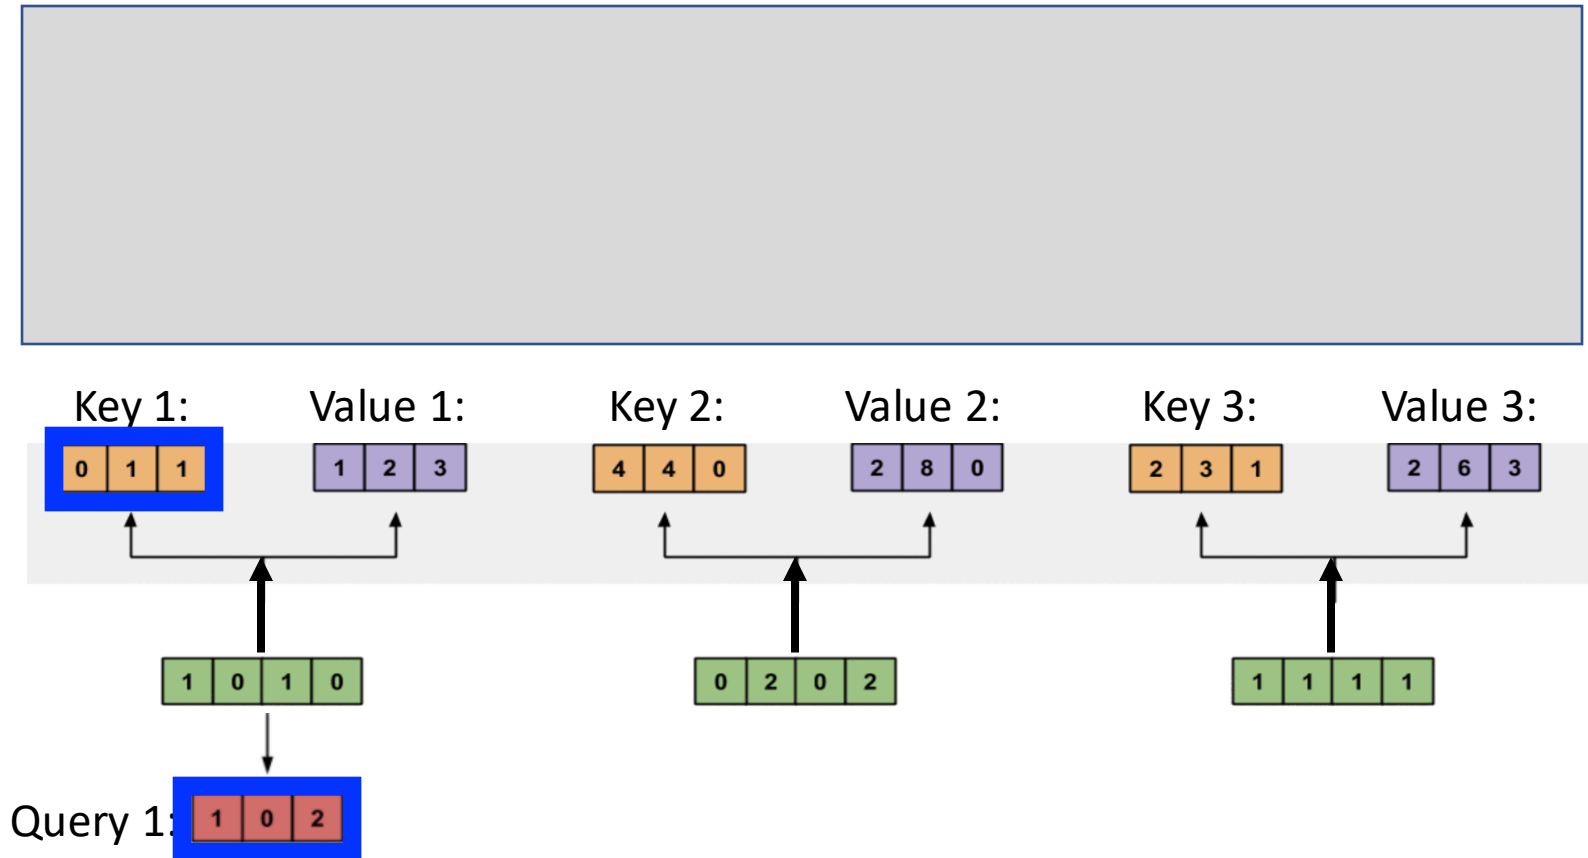 Key 1: Value 1: Key 2: Value 2: Key 3: Value 3:
0 1 1 1 2 3 4 4 0 2 8 0 2 3 1 2 6 3
1 0 1 0 0 2 0 2 1 1 1 1
Query 1: 1 0 2